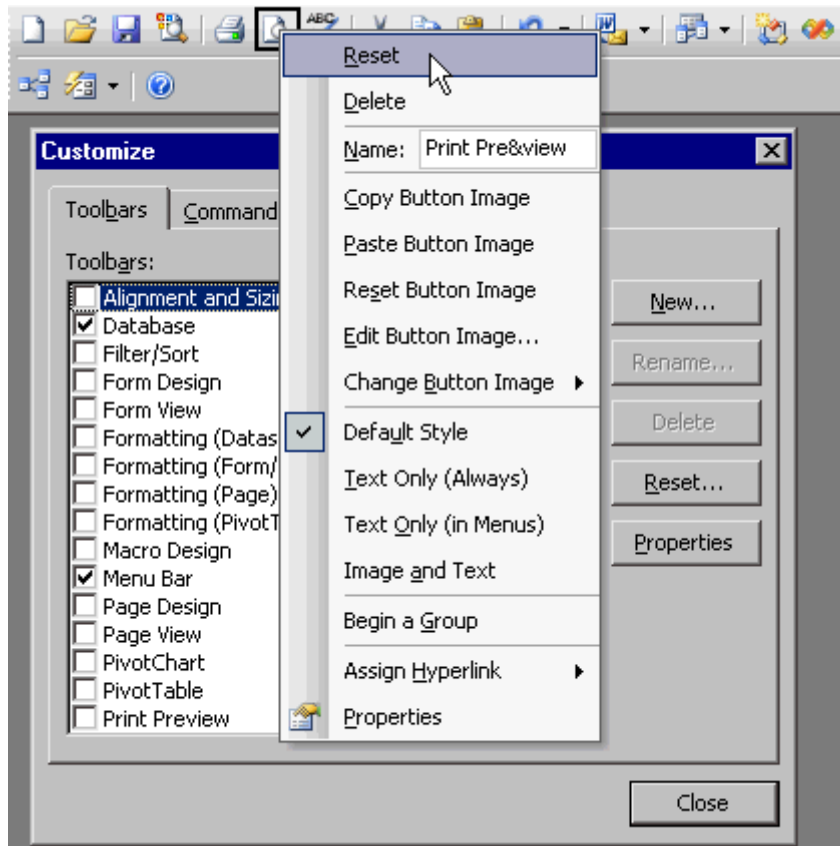 ABC
Reset
Delete
Name: Print Pre&view
Copy Button Image
Paste Button Image
Reset Button Image
Edit Button Image...
Change Button Image
Default Style
Text Only (Always)
Text Only (in Menus)
Image and Text
Begin a Group
Assign Hyperlink
Properties
Customize
Toolbars
Command
Toolbars:
Alignment and Sizi
Database
Filter/Sort
Form Design
Form View
Formatting (Datas
Formatting (Form/
Formatting (Page)
Formatting (PivotT
Macro Design
Menu Bar
Page Design
Page View
PivotChart
PivotTable
Print Preview
New...
Rename...
Delete
Reset...
Properties
Close